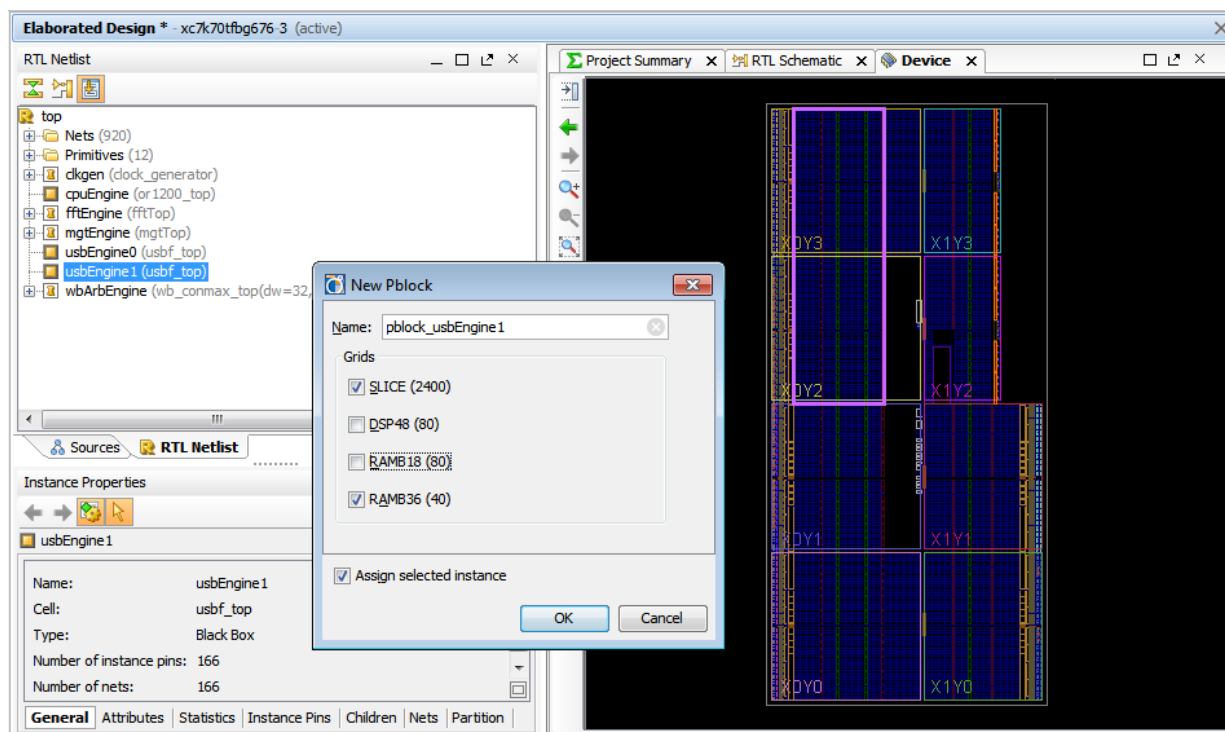 Elaborated Design * - xc7k70tfbg676-3 (active)
RTL Netlist
top
Nets (920)
Primitives (12)
clkgen (clock_generator)
cpuEngine (or1200_top)
fftEngine (fftTop)
mgtEngine (mgtTop)
usbEngine0 (usbf_top)
usbEngine1 (usbf_top)
wbArbEngine (wb_conmax_top(dw=32,
Sources
RTL Netlist
Instance Properties
usbEngine1
Name: usbEngine1
Cell: usbf_top
Type: Black Box
Number of instance pins: 166
Number of nets: 166
General Attributes Statistics Instance Pins Children Nets Partition
New Pblock
Name: pblock_usbEngine1
Grids
SLICE (2400)
DSP48 (80)
RAMB18 (80)
RAMB36 (40)
Assign selected instance
OK Cancel
Project Summary RTL Schematic Device
X0Y3 X1Y3
X0Y2 X1Y2
X0Y1 X1Y1
X0Y0 X1Y0